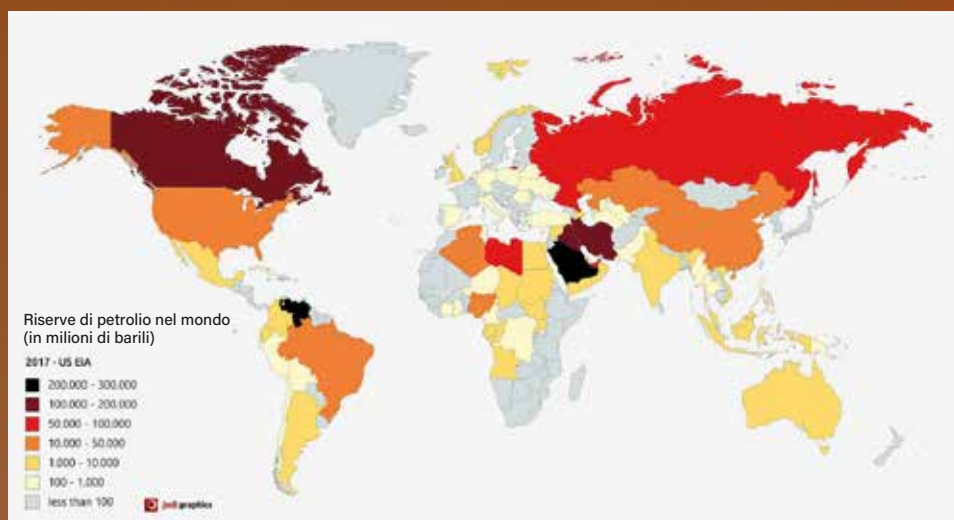 Riserve di petrolio nel mondo
(in milioni di barili)
2017 - US EIA
200.000 - 300.000
100.000 - 200.000
50.000 - 100.000
10.000 - 50.000
1.000 - 10.000
100 - 1.000
less than 100
graphics